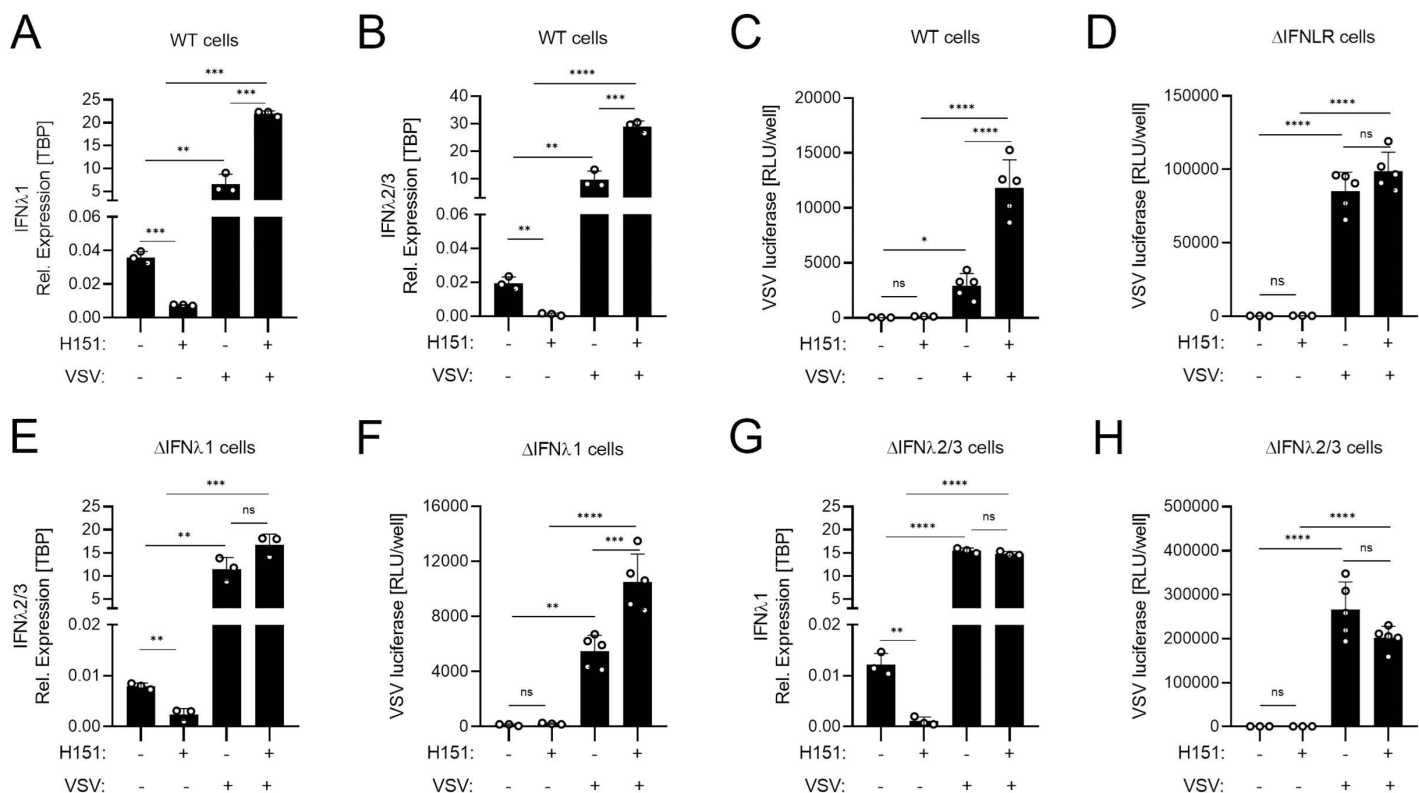 A
WT cells
IFNλ1
Rel. Expression [TBP]
25
20
15
10
5
0.06
0.04
0.02
0.00
***
***
**
***
H151: - + - +
VSV: - - + +
B
WT cells
IFNλ2/3
Rel. Expression [TBP]
40
30
20
10
0.06
0.04
0.02
0.00
****
***
**
**
H151: - + - +
VSV: - - + +
C
WT cells
VSV luciferase [RLU/well]
20000
15000
10000
5000
0
****
****
*
ns
H151: - + - +
VSV: - - + +
D
ΔIFNLR cells
VSV luciferase [RLU/well]
150000
100000
50000
0
****
****
ns
ns
H151: - + - +
VSV: - - + +
E
ΔIFNλ1 cells
IFNλ2/3
Rel. Expression [TBP]
25
20
15
10
5
0.02
0.01
0.00
***
ns
**
**
H151: - + - +
VSV: - - + +
F
ΔIFNλ1 cells
VSV luciferase [RLU/well]
16000
12000
8000
4000
0
****
***
**
ns
H151: - + - +
VSV: - - + +
G
ΔIFNλ2/3 cells
IFNλ1
Rel. Expression [TBP]
25
20
15
10
5
0.02
0.01
0.00
****
ns
****
**
H151: - + - +
VSV: - - + +
H
ΔIFNλ2/3 cells
VSV luciferase [RLU/well]
500000
400000
300000
200000
100000
0
****
****
ns
ns
H151: - + - +
VSV: - - + +